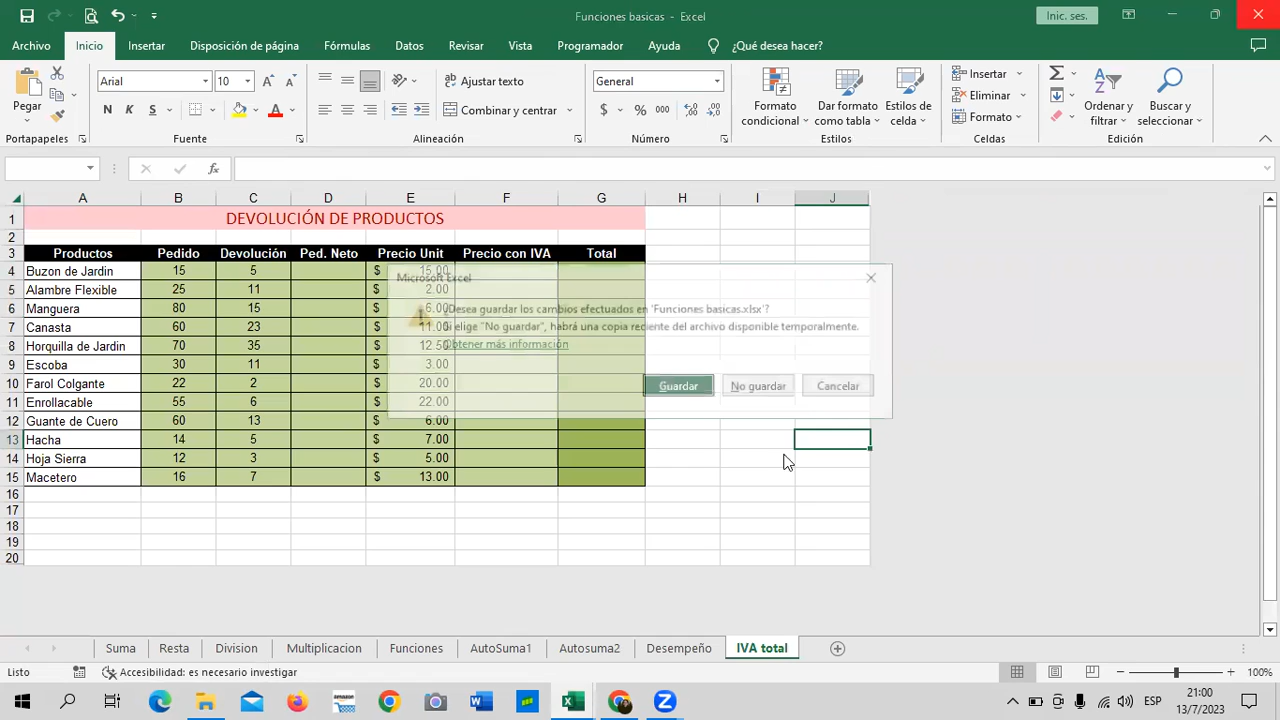 Funciones basicas - Excel
Inic. ses.
Archivo Inicio Insertar Disposición de página Fórmulas Datos Revisar Vista Programador Ayuda ¿Qué desea hacer?
Pegar Arial 10 Ajustar texto General Formato condicional Dar formato como tabla Estilos de celda Insertar Ordenar y filtrar Buscar y seleccionar
N K S Combinar y centrar $ % 000 Eliminar
Formato
Portapapeles Fuente Alineación Número Estilos Celdas Edición
A B C D E F G H I J
1 DEVOLUCIÓN DE PRODUCTOS
2
3 Productos Pedido Devolución Ped. Neto Precio Unit Precio con IVA Total
4 Buzon de Jardin 15 5 $ 15.00
5 Alambre Flexible 25 11 $ 2.00
6 Manguera 80 15 $ 6.00
7 Canasta 60 23 $ 11.00
8 Horquilla de Jardin 70 35 $ 12.50
9 Escoba 30 11 $ 3.00
10 Farol Colgante 22 2 $ 20.00
11 Enrollacable 55 6 $ 22.00
12 Guante de Cuero 60 13 $ 6.00
13 Hacha 14 5 $ 7.00
14 Hoja Sierra 12 3 $ 5.00
15 Macetero 16 7 $ 13.00
16
17
18
19
20
Microsoft Excel
¿Desea guardar los cambios efectuados en 'Funciones basicas.xlsx'?
Si elige "No guardar", habrá una copia reciente del archivo disponible temporalmente.
Obtener más información
Guardar No guardar Cancelar
Suma Resta Division Multiplicacion Funciones AutoSuma1 AutoSuma2 Desempeño IVA total
Listo Accesibilidad: es necesario investigar 100%
ESP
21:00
13/7/2023